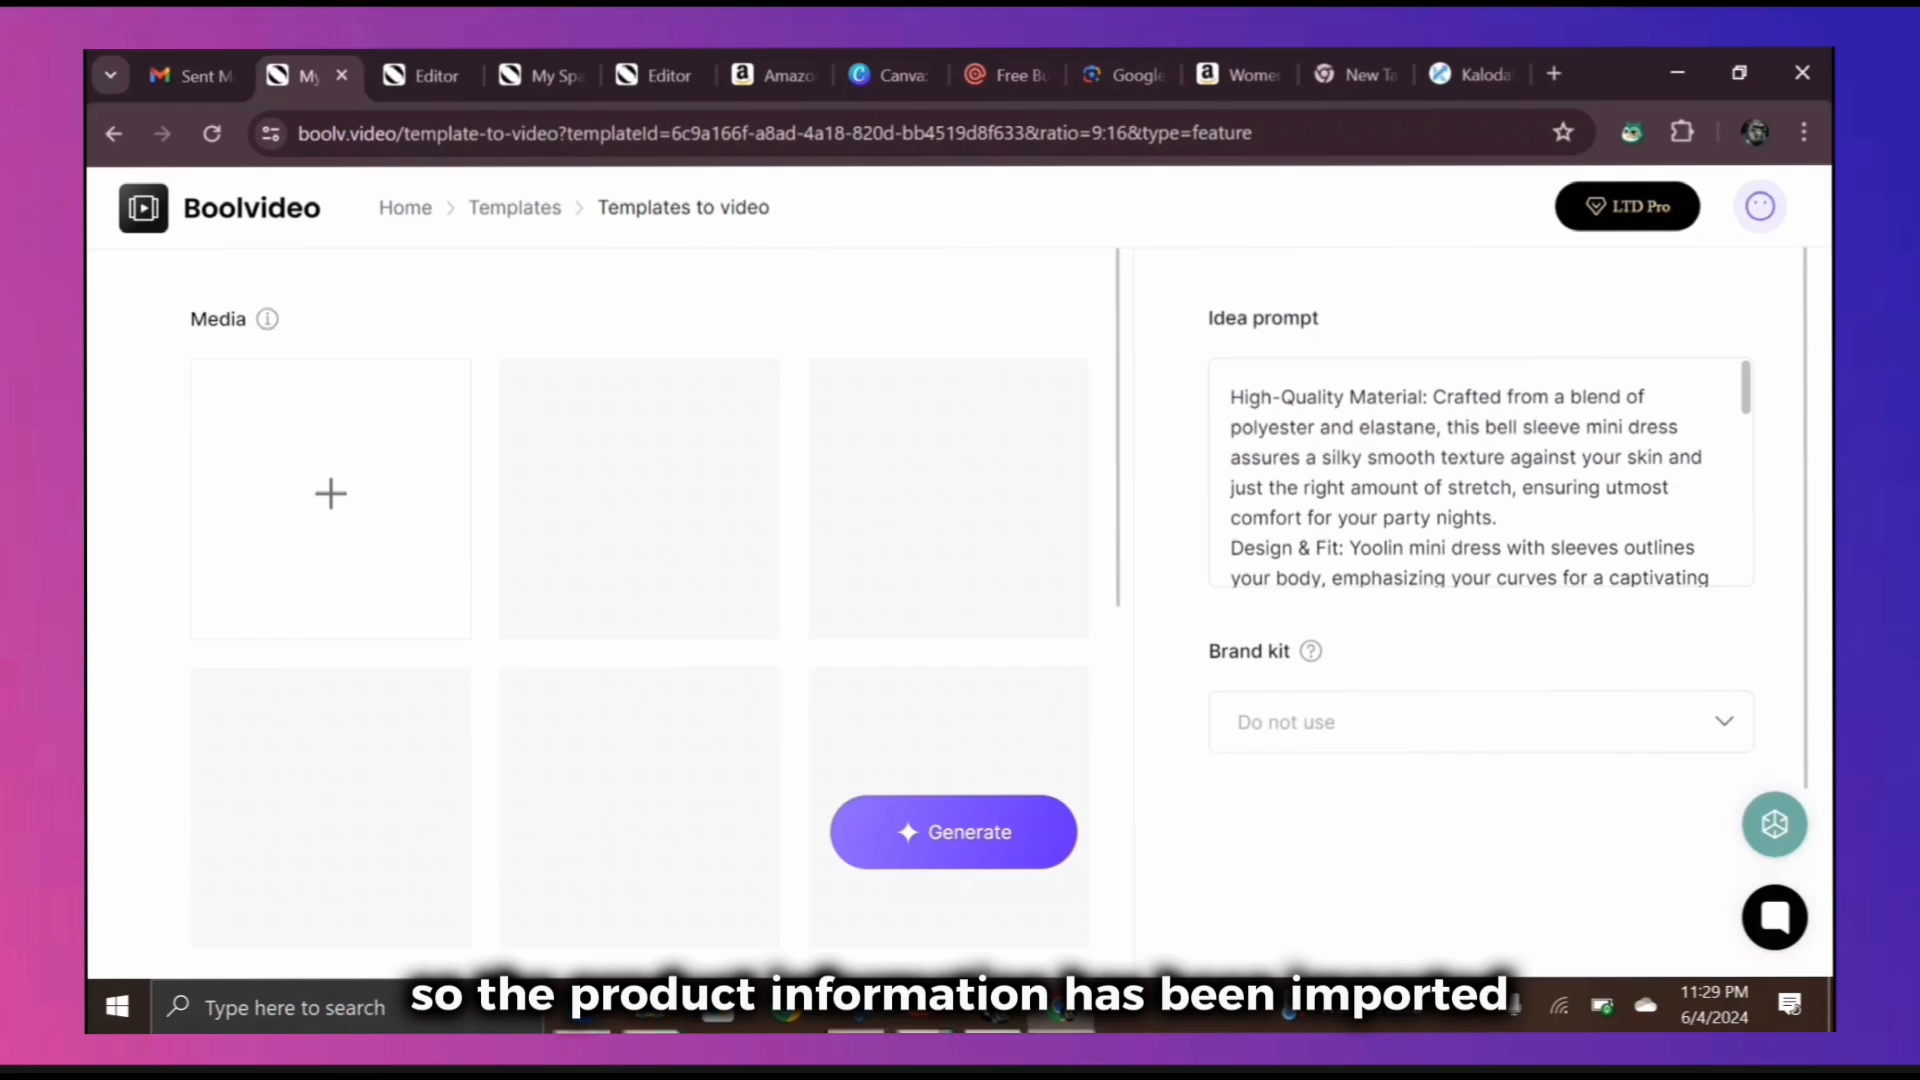 Sent M
My
Editor
My Spa
Editor
Amazo
Canva:
Free Bu
Google
Women
New Ta
Kaloda
boolv.video/template-to-video?templateId=6c9a166f-a8ad-4a18-820d-bb4519d8f633&ratio=9:16&type=feature
Boolvideo
Home > Templates > Templates to video
LTD Pro
Media
Idea prompt
High-Quality Material: Crafted from a blend of
polyester and elastane, this bell sleeve mini dress
assures a silky smooth texture against your skin and
just the right amount of stretch, ensuring utmost
comfort for your party nights.
Design & Fit: Yoolin mini dress with sleeves outlines
your body, emphasizing your curves for a captivating
Brand kit
Do not use
Generate
so the product information has been imported
Type here to search
11:29 PM
6/4/2024